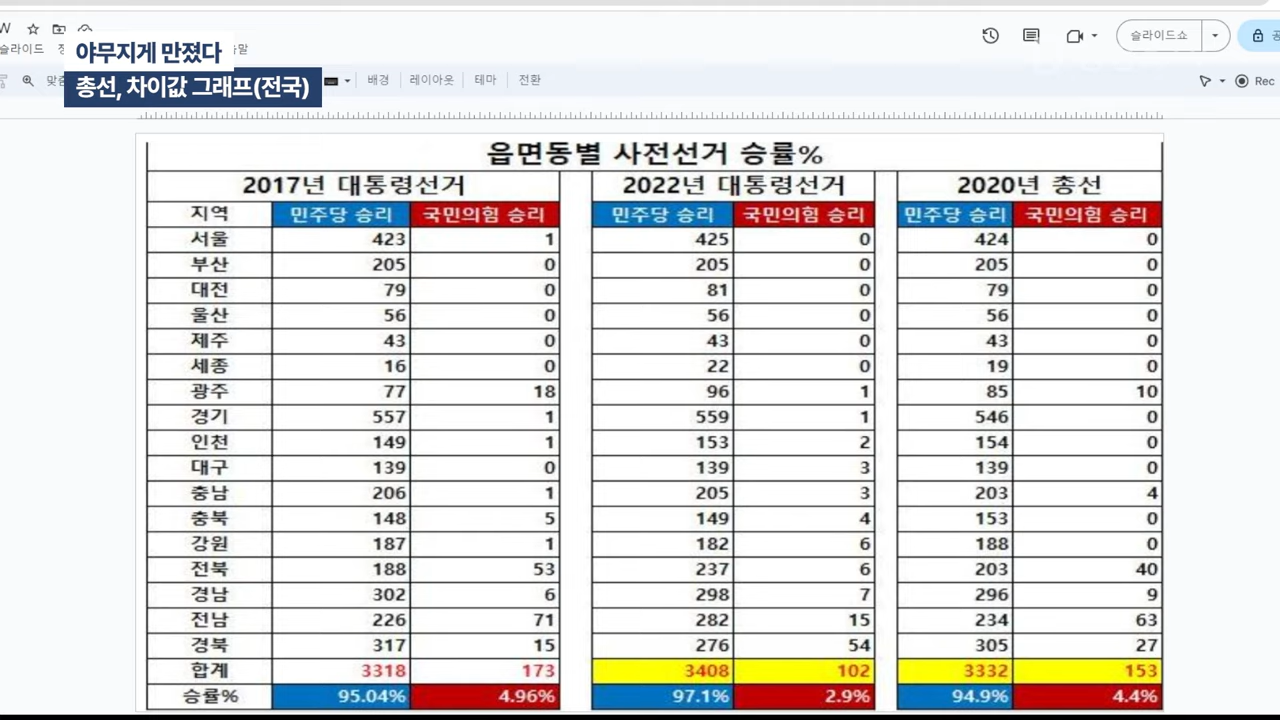 야무지게 만졌다
총선, 차이값 그래프(전국)
슬라이드
배경 레이아웃 테마 전환
슬라이드쇼
Rec
읍면동별 사전선거 승률%
2017년 대통령선거 2022년 대통령선거 2020년 총선
지역 민주당 승리 국민의힘 승리 민주당 승리 국민의힘 승리 민주당 승리 국민의힘 승리
서울 423 1 425 0 424 0
부산 205 0 205 0 205 0
대전 79 0 81 0 79 0
울산 56 0 56 0 56 0
제주 43 0 43 0 43 0
세종 16 0 22 0 19 0
광주 77 18 96 1 85 10
경기 557 1 559 1 546 0
인천 149 1 153 2 154 0
대구 139 0 139 3 139 0
충남 206 1 205 3 203 4
충북 148 5 149 4 153 0
강원 187 1 182 6 188 0
전북 188 53 237 6 203 40
경남 302 6 298 7 296 9
전남 226 71 282 15 234 63
경북 317 15 276 54 305 27
합계 3318 173 3408 102 3332 153
승률% 95.04% 4.96% 97.1% 2.9% 94.9% 4.4%